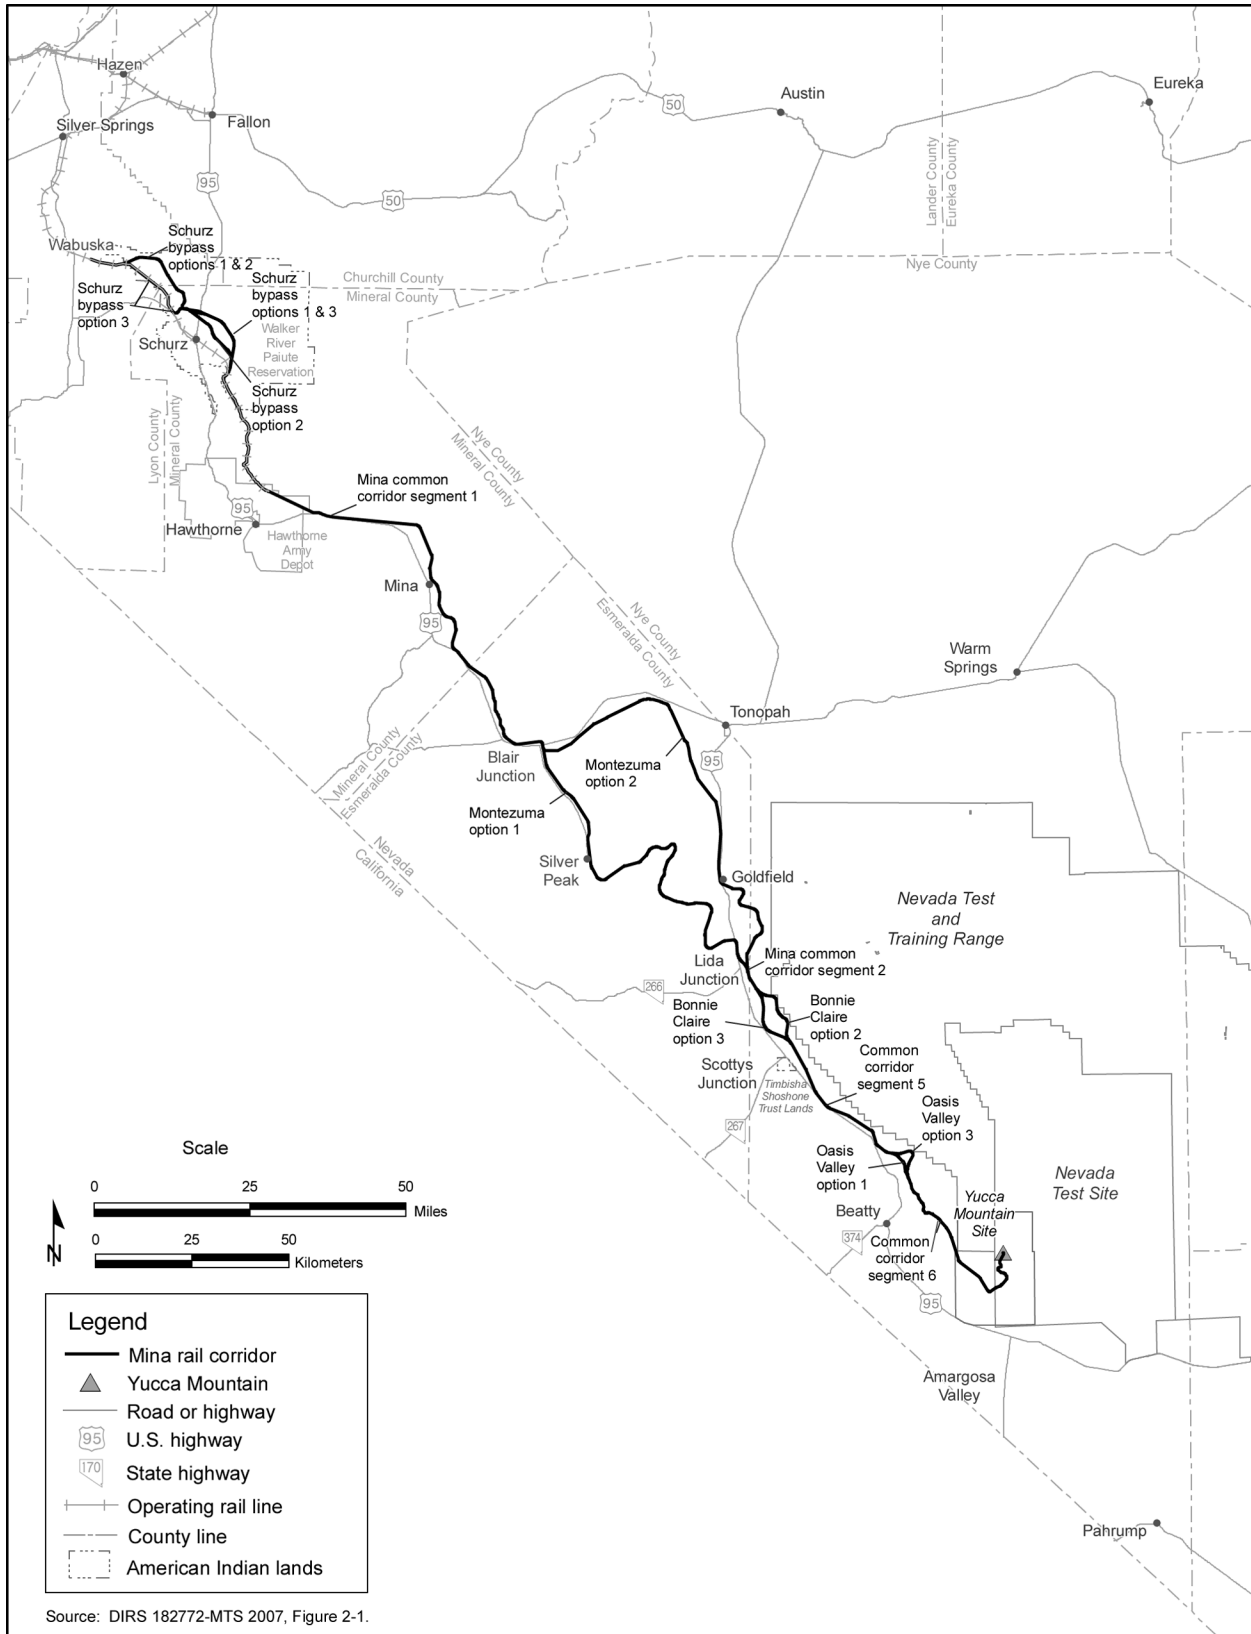 Hazen
Austin
Eureka
50
Silver Springs
Fallon
95
50
Lander County
Eureka County
Wabuska
Schurz
bypass
options 1 & 2
Nye County
Schurz
bypass
option 3
Schurz
bypass
options 1 & 3
Churchill County
Mineral County
Walker
River
Paiute
Reservation
Schurz
Schurz
bypass
option 2
Lyon County
Mineral County
Nye County
Mineral County
Mina common
corridor segment 1
95
Hawthorne
Hawthorne
Army
Depot
Mina
95
Nye County
Esmeralda County
Warm
Springs
Tonopah
Mineral County
Esmeralda County
Blair
Junction
Montezuma
option 2
95
Montezuma
option 1
Nevada
California
Silver
Peak
Goldfield
Nevada Test
and
Training Range
Lida
Junction
Mina common
corridor segment 2
266
Bonnie
Claire
option 3
Bonnie
Claire
option 2
Scottys
Junction
Timbisha
Shoshone
Trust Lands
Common
corridor
segment 5
267
Oasis
Valley
option 3
Oasis
Valley
option 1
Nevada
Test Site
Yucca
Mountain
Site
Beatty
374
Common
corridor
segment 6
95
Amargosa
Valley
Pahrump
Scale
0 25 50
Miles
0 25 50
Kilometers
N
Legend
Mina rail corridor
Yucca Mountain
Road or highway
95 U.S. highway
170 State highway
Operating rail line
County line
American Indian lands
Source: DIRS 182772-MTS 2007, Figure 2-1.